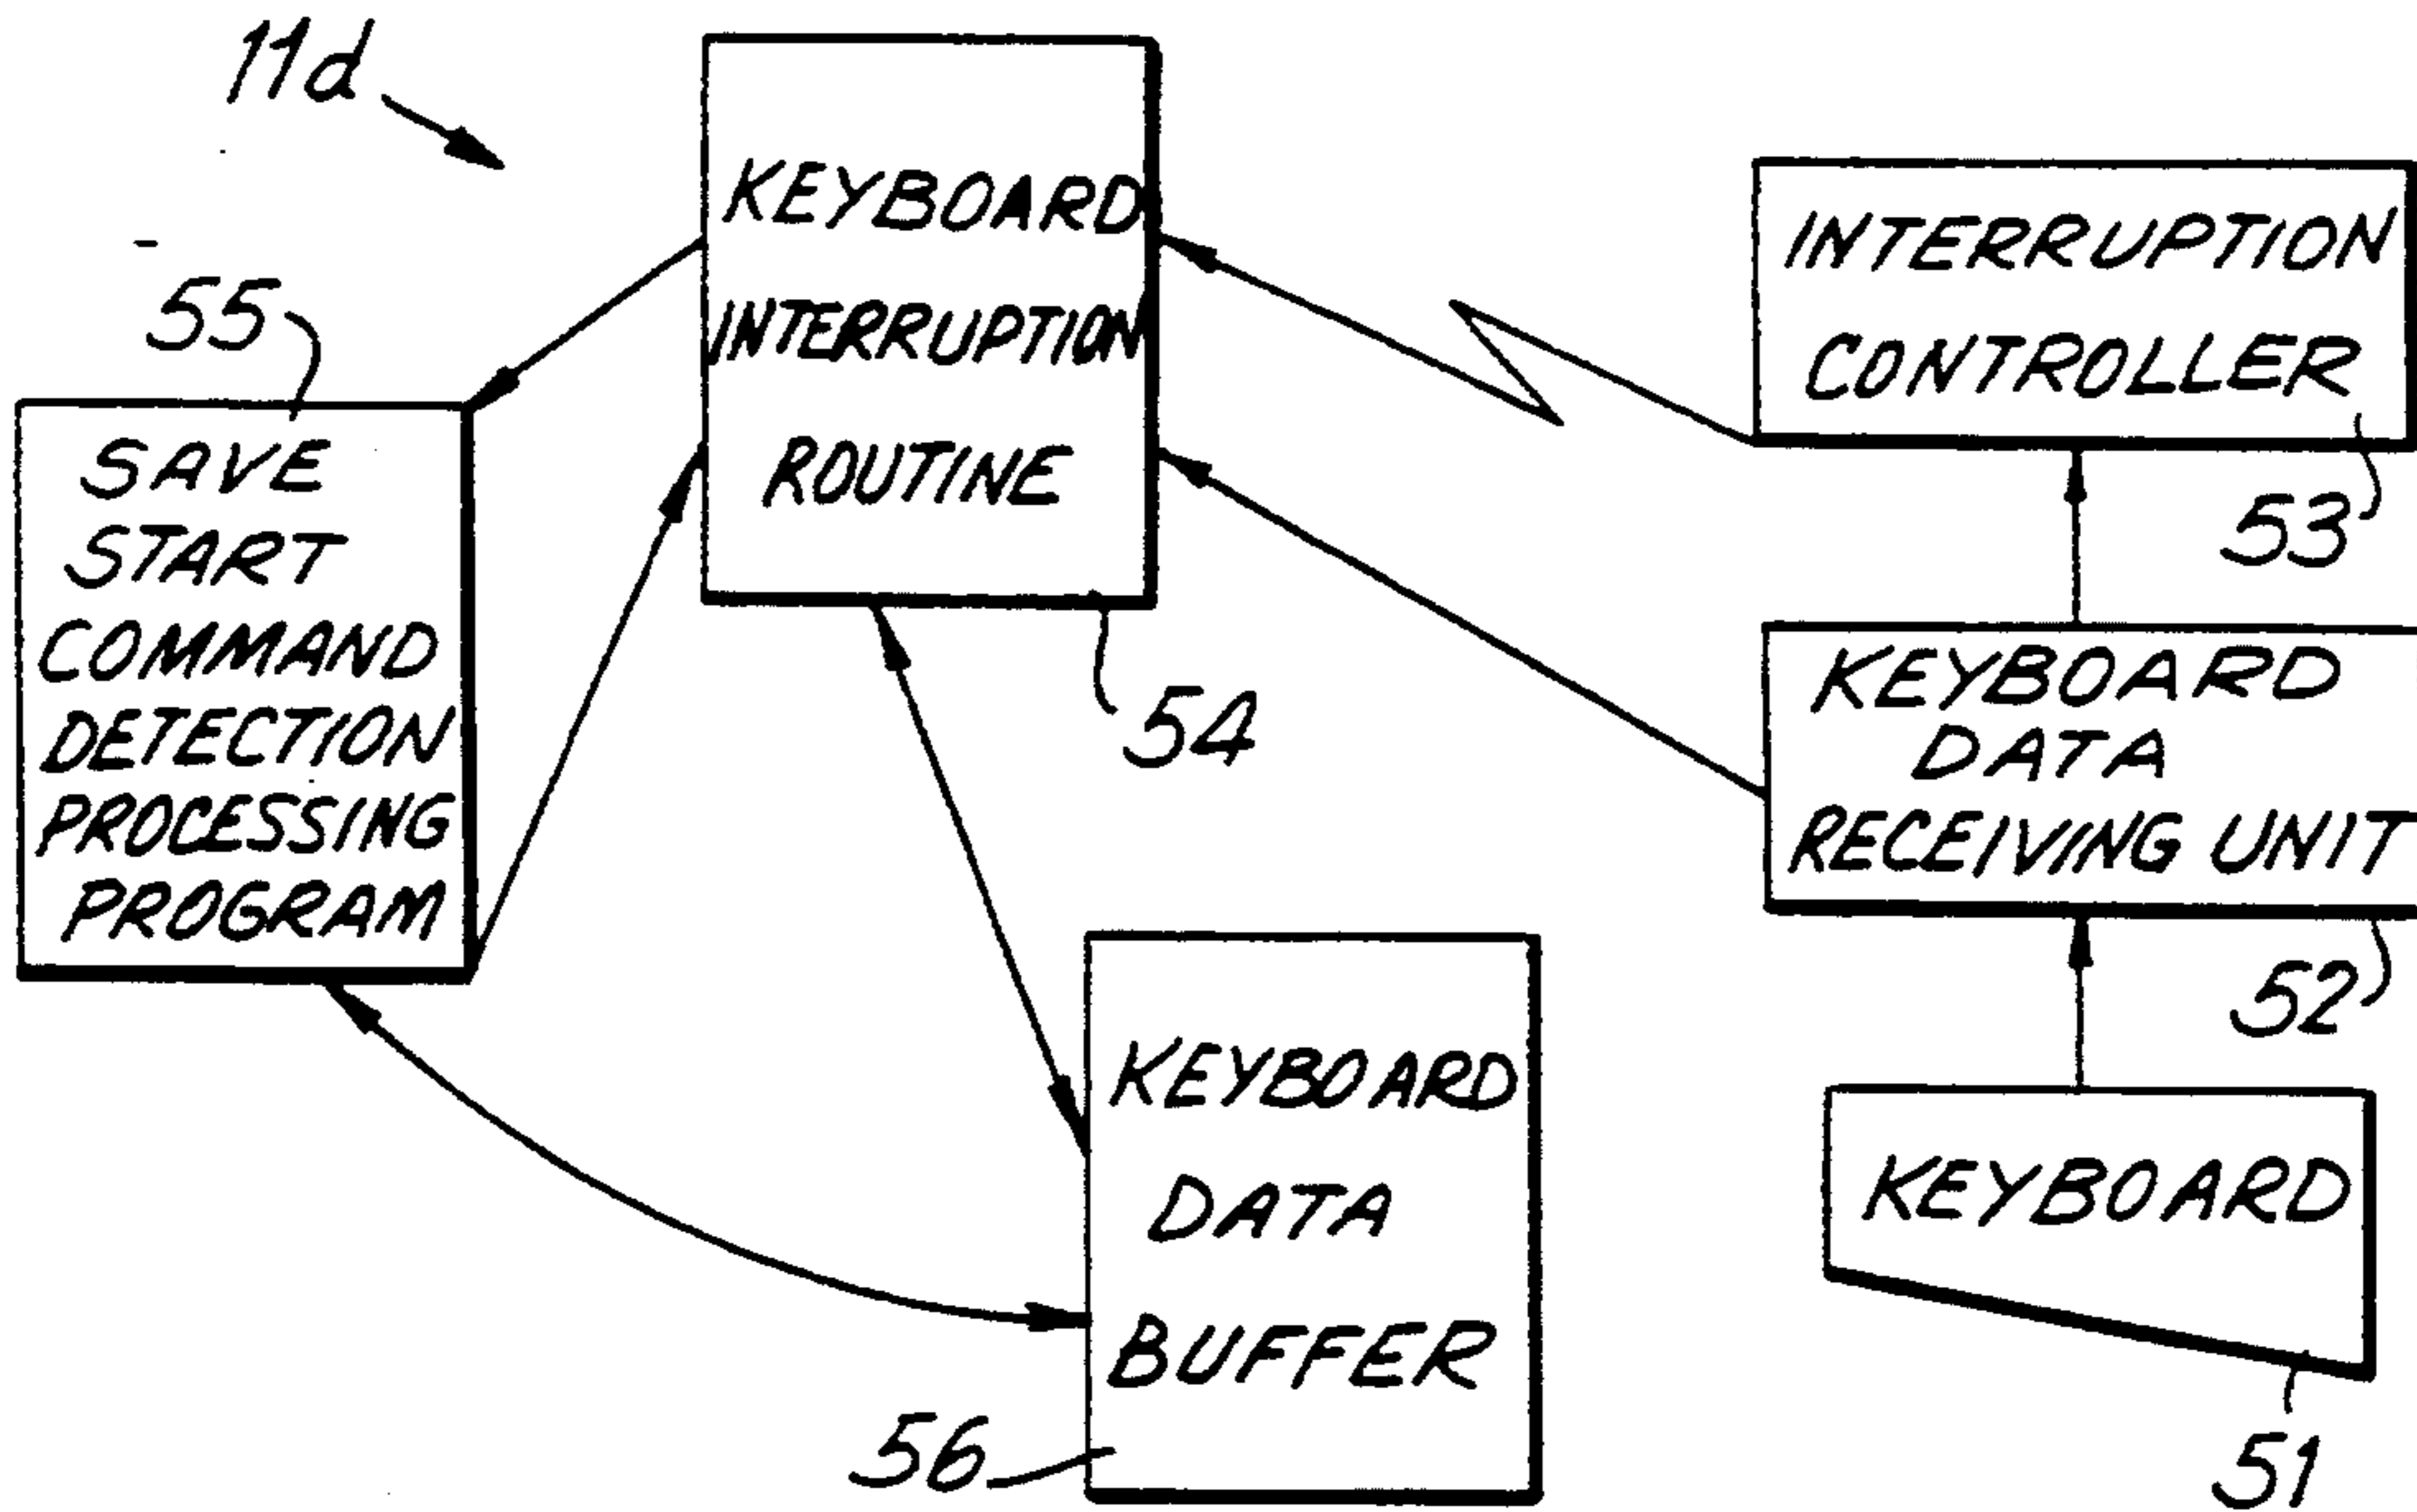 11d
KEYBOARD
INTERRUPTION
ROUTINE
54
INTERRUPTION
CONTROLLER
53
55
SAVE
START
COMMAND
DETECTION
PROCESSING
PROGRAM
KEYBOARD
DATA
RECEIVING UNIT
52
KEYBOARD
DATA
BUFFER
56
KEYBOARD
51